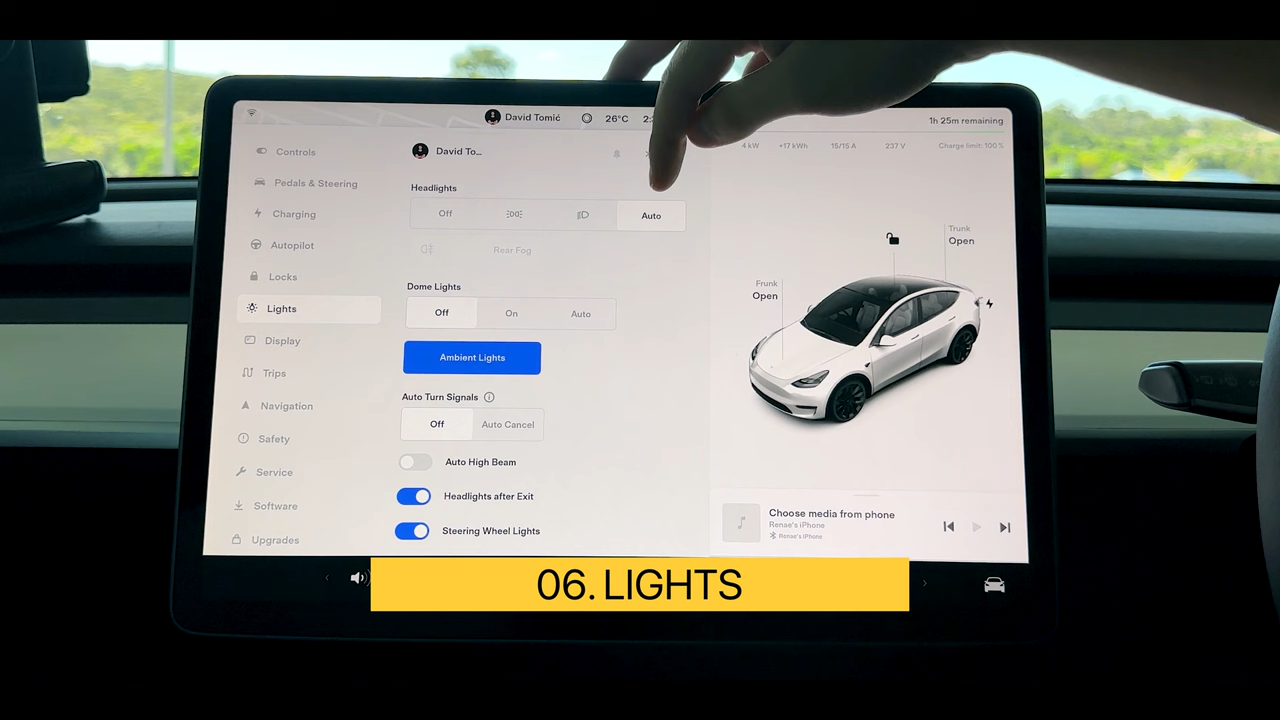 David Tomić 26°C
1h 25m remaining
4 kW +17 kWh 15/15 A 237 V Charge limit: 100 %
Controls
Pedals & Steering
Charging
Autopilot
Locks
Lights
Display
Trips
Navigation
Safety
Service
Software
Upgrades
David To...
Headlights
Off Auto
Rear Fog
Dome Lights
Off On Auto
Ambient Lights
Auto Turn Signals
Off Auto Cancel
Auto High Beam
Headlights after Exit
Steering Wheel Lights
Trunk
Open
Frunk
Open
Choose media from phone
Renae's iPhone
Renae's iPhone
06. LIGHTS